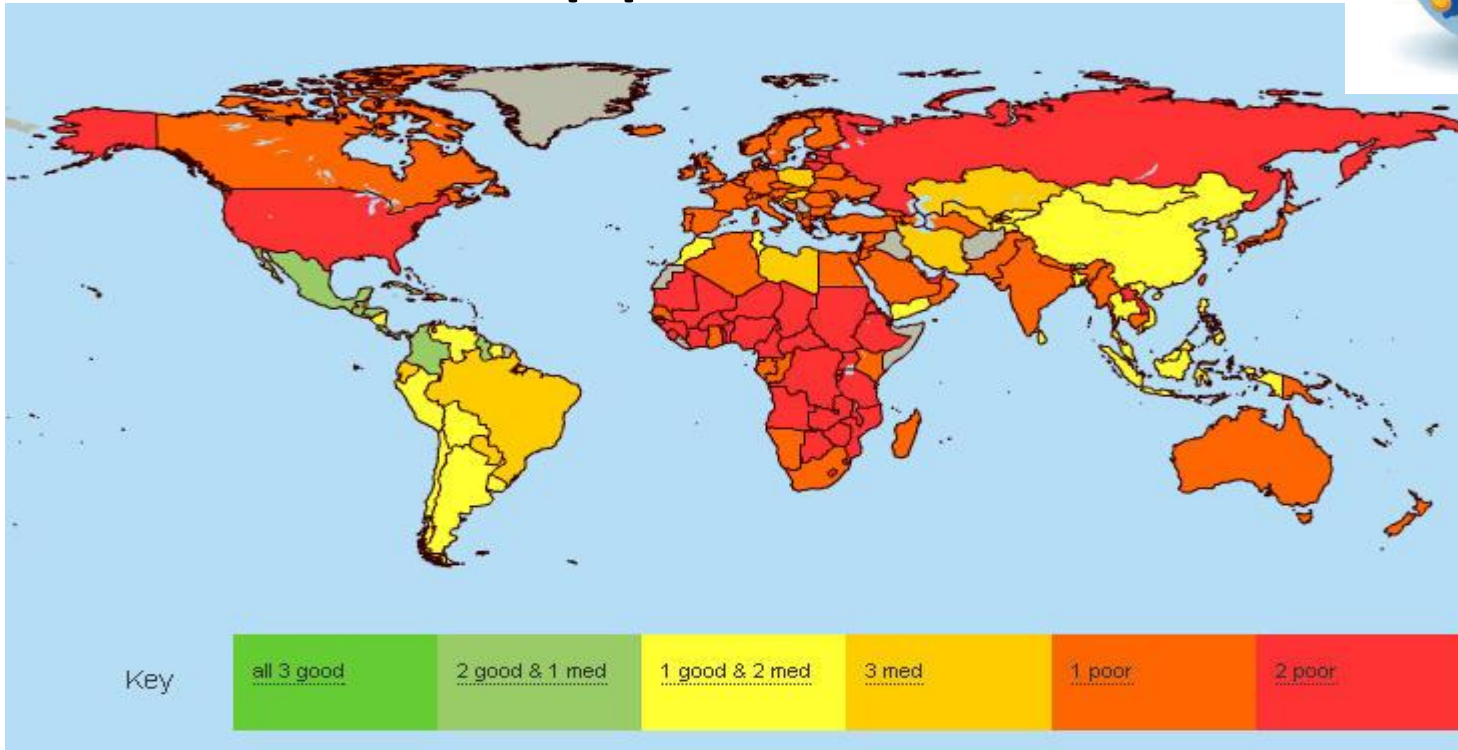 Key
all 3 good
2 good & 1 med
1 good & 2 med
3 med
1 poor
2 poor